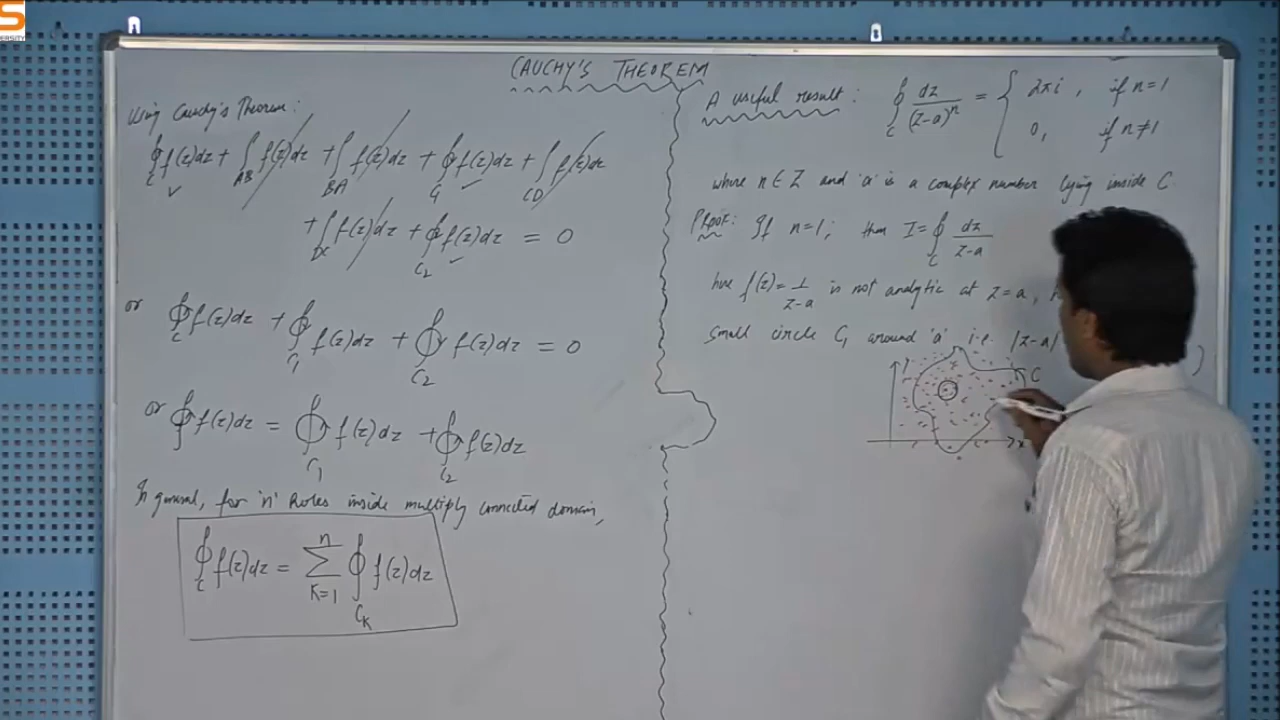 S
ERSITY
CAUCHY'S THEOREM
Using Cauchy's Theorem:
∮_C f(z)dz + ∫_AB f(z)dz + ∫_BA f(z)dz + ∮_C₁ f(z)dz + ∫_CD f(z)dz
+ ∫_DC f(z)dz + ∮_C₂ f(z)dz = 0
or ∮_C f(z)dz + ∮_C₁ f(z)dz + ∮_C₂ f(z)dz = 0
or ∮ f(z)dz = ∮_C₁ f(z)dz + ∮_C₂ f(z)dz
In general, for 'n' holes inside multiply connected domain,
∮_C f(z)dz = Σ_{K=1}^{n} ∮_{C_K} f(z)dz
A useful result: ∮_C dz/(z-a)^n = { 2πi, if n=1
0, if n≠1
where n∈Z and 'a' is a complex number lying inside C
Proof: If n=1; then I = ∮_C dz/(z-a)
here f(z) = 1/(z-a) is not analytic at z=a,
small circle C₁ around 'a' i.e. |z-a| )
Y
C
x